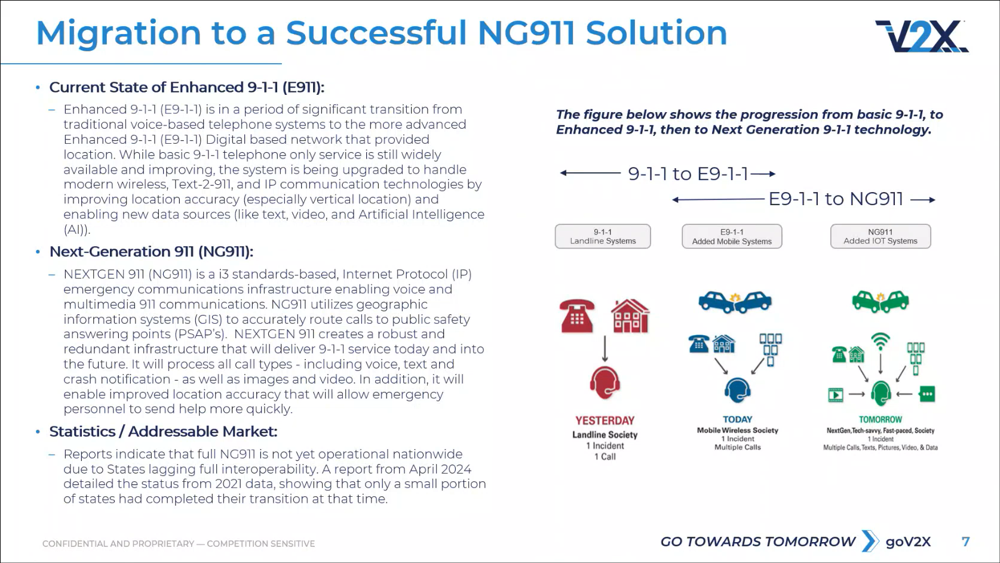 Migration to a Successful NG911 Solution
V2X
• Current State of Enhanced 9-1-1 (E911):
– Enhanced 9-1-1 (E9-1-1) is in a period of significant transition from
traditional voice-based telephone systems to the more advanced
Enhanced 9-1-1 (E9-1-1) Digital based network that provided
location. While basic 9-1-1 telephone only service is still widely
available and improving, the system is being upgraded to handle
modern wireless, Text-2-911, and IP communication technologies by
improving location accuracy (especially vertical location) and
enabling new data sources (like text, video, and Artificial Intelligence
(AI)).
• Next-Generation 911 (NG911):
– NEXTGEN 911 (NG911) is a i3 standards-based, Internet Protocol (IP)
emergency communications infrastructure enabling voice and
multimedia 911 communications. NG911 utilizes geographic
information systems (GIS) to accurately route calls to public safety
answering points (PSAP's).  NEXTGEN 911 creates a robust and
redundant infrastructure that will deliver 9-1-1 service today and into
the future. It will process all call types - including voice, text and
crash notification - as well as images and video. In addition, it will
enable improved location accuracy that will allow emergency
personnel to send help more quickly.
• Statistics / Addressable Market:
– Reports indicate that full NG911 is not yet operational nationwide
due to States lagging full interoperability. A report from April 2024
detailed the status from 2021 data, showing that only a small portion
of states had completed their transition at that time.
The figure below shows the progression from basic 9-1-1, to
Enhanced 9-1-1, then to Next Generation 9-1-1 technology.
9-1-1 to E9-1-1
E9-1-1 to NG911
9-1-1
Landline Systems
E9-1-1
Added Mobile Systems
NG911
Added IOT Systems
YESTERDAY
Landline Society
1 Incident
1 Call
TODAY
Mobile Wireless Society
1 Incident
Multiple Calls
TOMORROW
NextGen,Tech-savvy, Fast-paced, Society
1 Incident
Multiple Calls, Texts, Pictures, Video, & Data
CONFIDENTIAL AND PROPRIETARY — COMPETITION SENSITIVE
GO TOWARDS TOMORROW goV2X
7